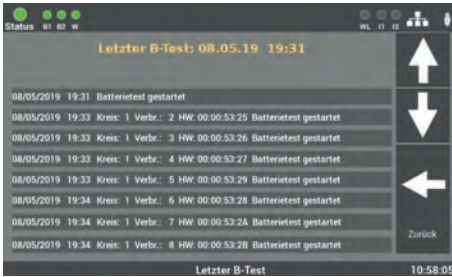 Status B1 B2 W WL I1 I2
Letzter B-Test: 08.05.19 19:31
08/05/2019 19:31 Batterietest gestartet
08/05/2019 19:33 Kreis: 1 Verbr.: 2 HW: 00:00:53:25 Batterietest gestartet
08/05/2019 19:33 Kreis: 1 Verbr.: 3 HW: 00:00:53:26 Batterietest gestartet
08/05/2019 19:33 Kreis: 1 Verbr.: 4 HW: 00:00:53:27 Batterietest gestartet
08/05/2019 19:33 Kreis: 1 Verbr.: 5 HW: 00:00:53:29 Batterietest gestartet
08/05/2019 19:34 Kreis: 1 Verbr.: 6 HW: 00:00:53:28 Batterietest gestartet
08/05/2019 19:34 Kreis: 1 Verbr.: 7 HW: 00:00:53:2A Batterietest gestartet
08/05/2019 19:34 Kreis: 1 Verbr.: 8 HW: 00:00:53:2B Batterietest gestartet
Zurück
Letzter B-Test 10:58:05